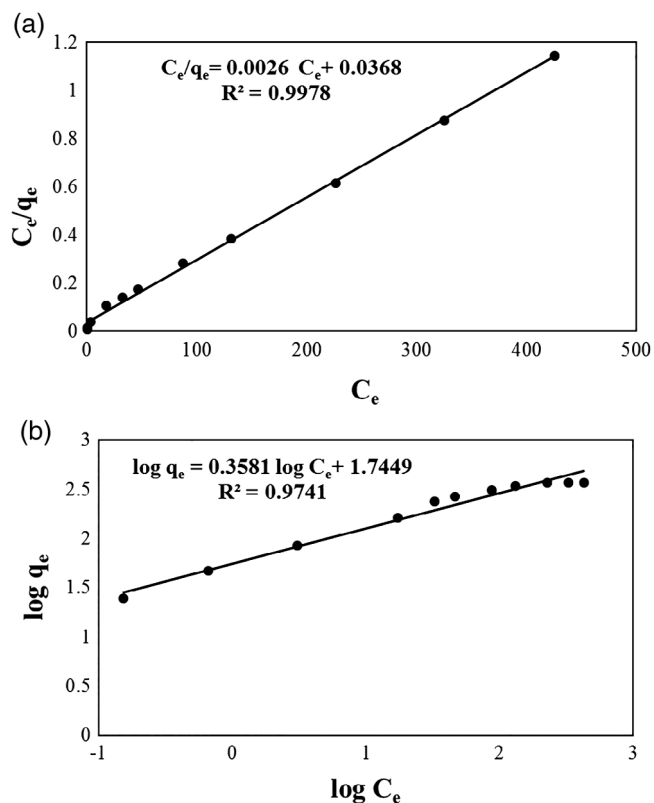 (a)
1.2
1
0.8
0.6
0.4
0.2
0
Cₑ/qₑ
Cₑ/qₑ= 0.0026 Cₑ+ 0.0368
R² = 0.9978
0 100 200 300 400 500
Cₑ
(b)
3
2.5
2
1.5
1
0.5
0
log qₑ
log qₑ = 0.3581 log Cₑ+ 1.7449
R² = 0.9741
-1 0 1 2 3
log Cₑ